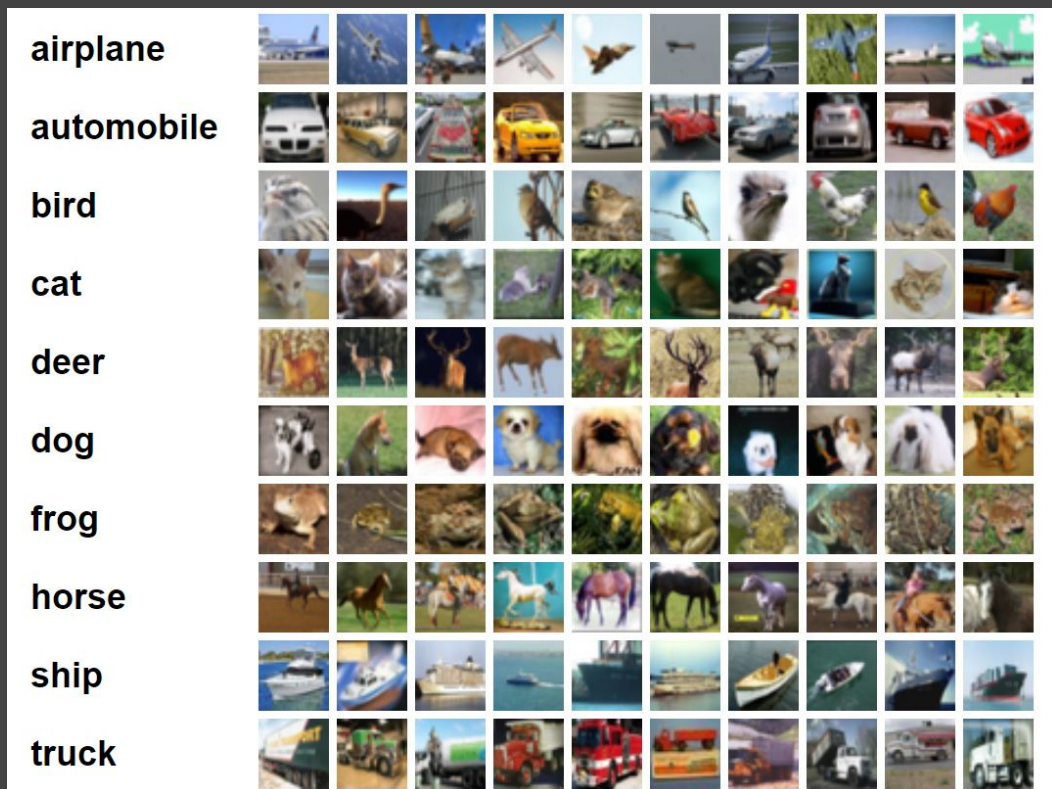 airplane
automobile
bird
cat
deer
dog
frog
horse
ship
truck